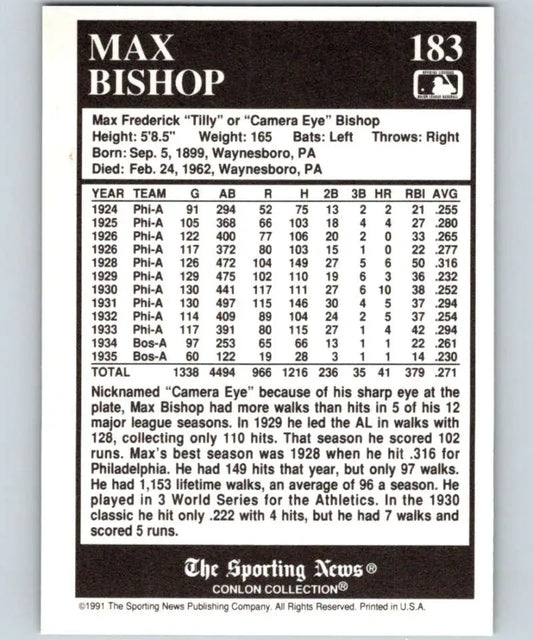 MAX
BISHOP
183
Max Frederick "Tilly" or "Camera Eye" Bishop
Height: 5'8.5" Weight: 165 Bats: Left Throws: Right
Born: Sep. 5, 1899, Waynesboro, PA
Died: Feb. 24, 1962, Waynesboro, PA
YEAR TEAM G AB R H 2B 3B HR RBI AVG
1924 Phi-A 91 294 52 75 13 2 2 21 .255
1925 Phi-A 105 368 66 103 18 4 4 27 .280
1926 Phi-A 122 400 77 106 20 2 0 33 .265
1926 Phi-A 117 372 80 103 15 1 0 22 .277
1928 Phi-A 126 472 104 149 27 5 6 50 .316
1929 Phi-A 129 475 102 110 19 6 3 36 .232
1930 Phi-A 130 441 117 111 27 6 10 38 .252
1931 Phi-A 130 497 115 146 30 4 5 37 .294
1932 Phi-A 114 409 89 104 24 2 5 37 .254
1933 Phi-A 117 391 80 115 27 1 4 42 .294
1934 Bos-A 97 253 65 66 13 1 1 22 .261
1935 Bos-A 60 122 19 28 3 1 1 14 .230
TOTAL 1338 4494 966 1216 236 35 41 379 .271
Nicknamed "Camera Eye" because of his sharp eye at the
plate, Max Bishop had more walks than hits in 5 of his 12
major league seasons. In 1929 he led the AL in walks with
128, collecting only 110 hits. That season he scored 102
runs. Max's best season was 1928 when he hit .316 for
Philadelphia. He had 149 hits that year, but only 97 walks.
He had 1,153 lifetime walks, an average of 96 a season. He
played in 3 World Series for the Athletics. In the 1930
classic he hit only .222 with 4 hits, but he had 7 walks and
scored 5 runs.
The Sporting News®
CONLON COLLECTION®
©1991 The Sporting News Publishing Company. All Rights Reserved. Printed in U.S.A.